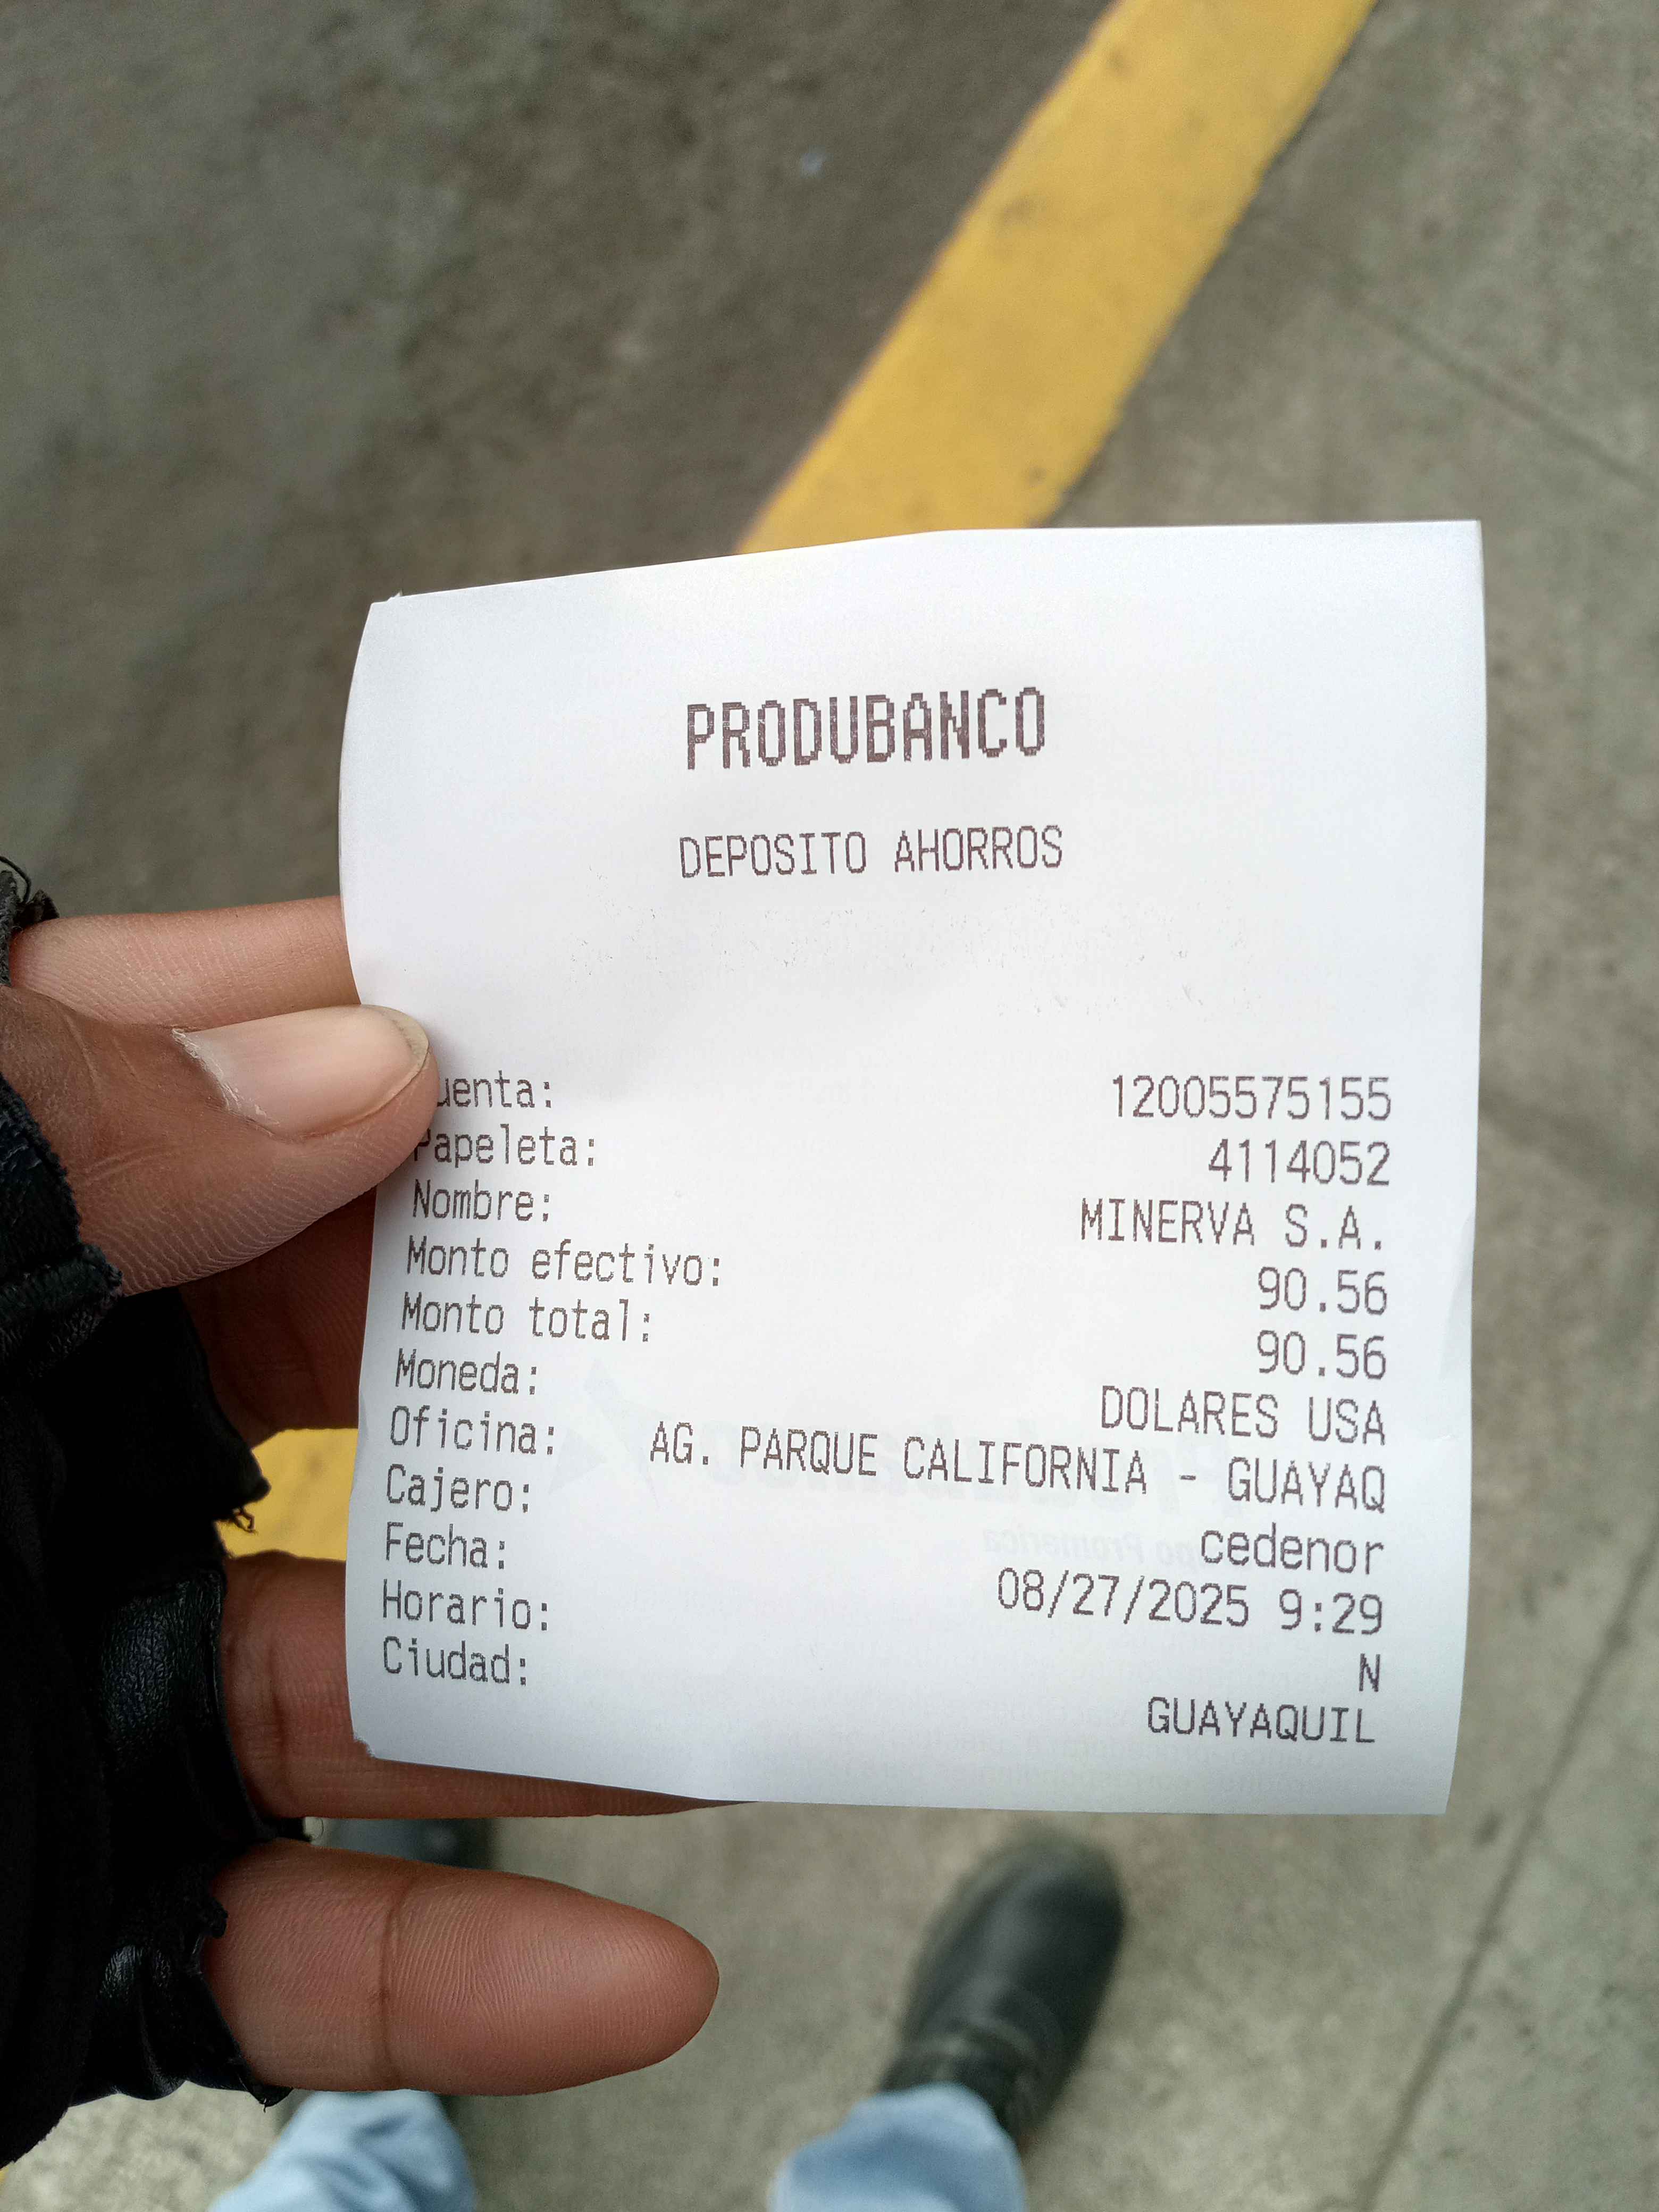 PRODUBANCO
DEPOSITO AHORROS
uenta: 12005575155
Papeleta: 4114052
Nombre: MINERVA S.A.
Monto efectivo: 90.56
Monto total: 90.56
Moneda: DOLARES USA
Oficina: AG. PARQUE CALIFORNIA - GUAYAQ
Cajero: cedenor
Fecha: 08/27/2025 9:29
Horario: N
Ciudad: GUAYAQUIL